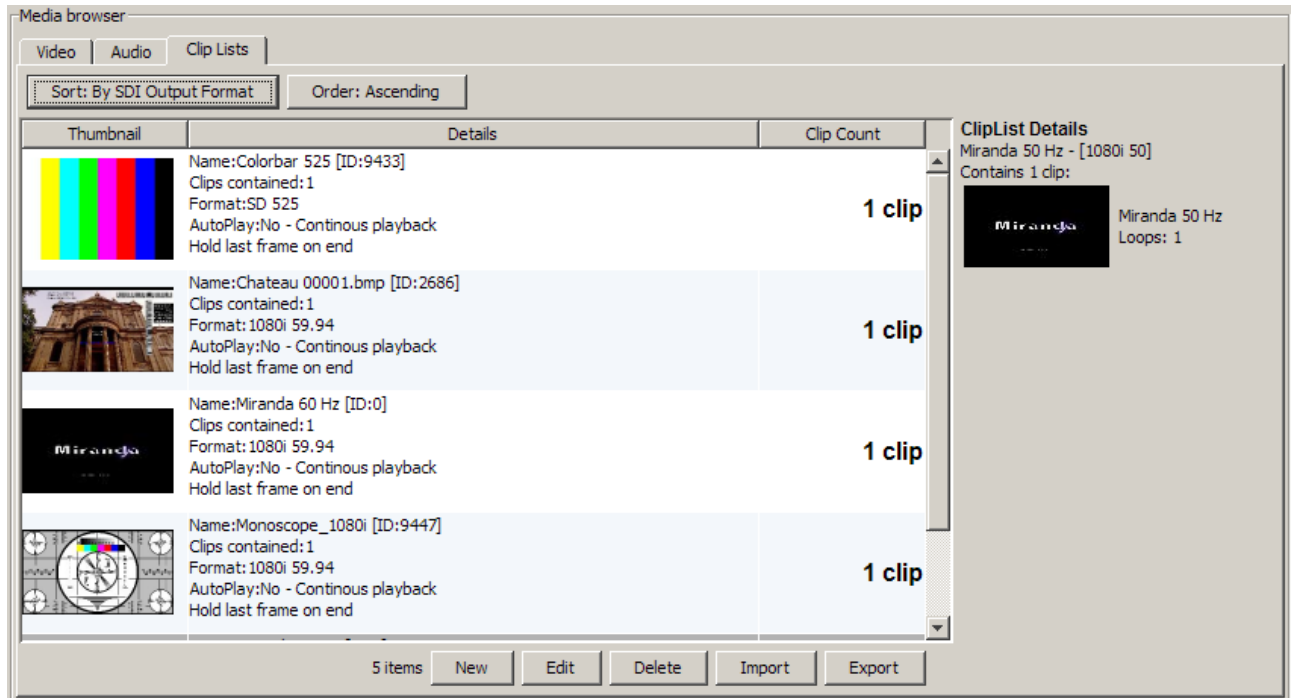 Media browser
Video
Audio
Clip Lists
Sort: By SDI Output Format
Order: Ascending
Thumbnail
Details
Clip Count
Name:Colorbar 525 [ID:9433]
Clips contained:1
Format:SD 525
AutoPlay:No - Continous playback
Hold last frame on end
1 clip
Name:Chateau 00001.bmp [ID:2686]
Clips contained:1
Format:1080i 59.94
AutoPlay:No - Continous playback
Hold last frame on end
1 clip
Miranda
Name:Miranda 60 Hz [ID:0]
Clips contained:1
Format:1080i 59.94
AutoPlay:No - Continous playback
Hold last frame on end
1 clip
Name:Monoscope_1080i [ID:9447]
Clips contained:1
Format:1080i 59.94
AutoPlay:No - Continous playback
Hold last frame on end
1 clip
5 items
New
Edit
Delete
Import
Export
ClipList Details
Miranda 50 Hz - [1080i 50]
Contains 1 clip:
Miranda
Miranda 50 Hz
Loops: 1